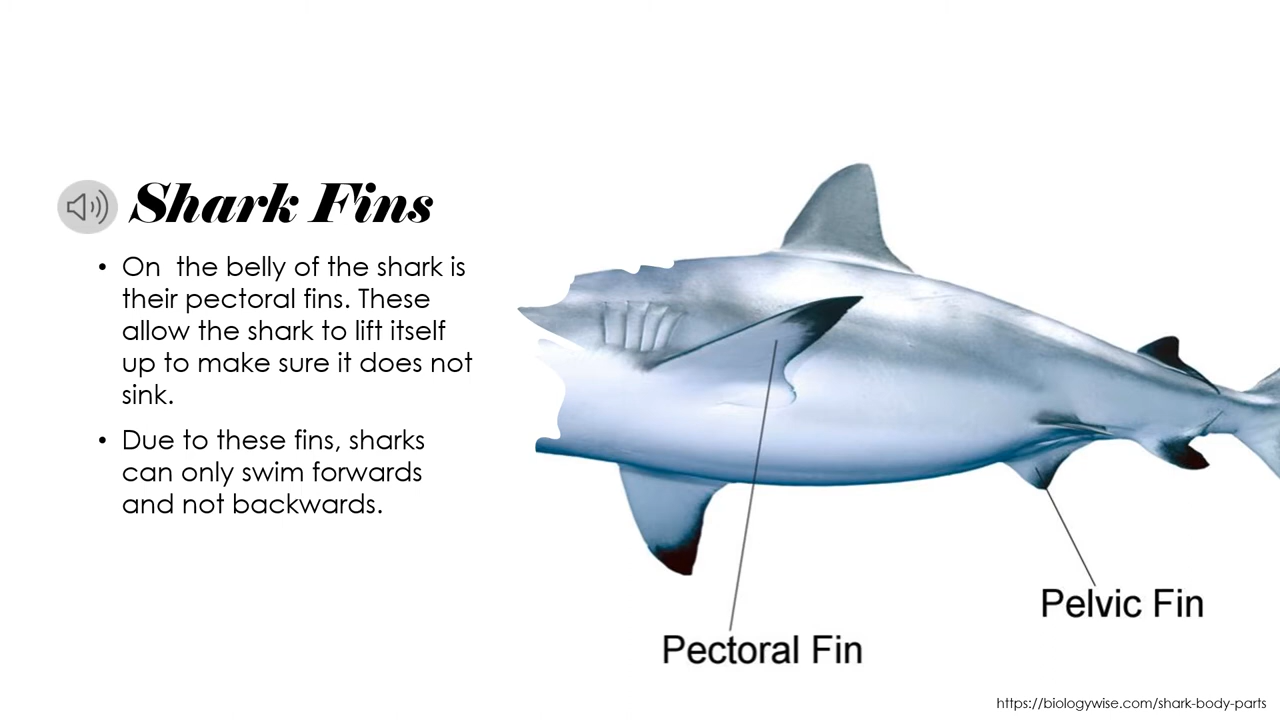 Shark Fins
• On  the belly of the shark is
their pectoral fins. These
allow the shark to lift itself
up to make sure it does not
sink.
• Due to these fins, sharks
can only swim forwards
and not backwards.
Pelvic Fin
Pectoral Fin
https://biologywise.com/shark-body-parts